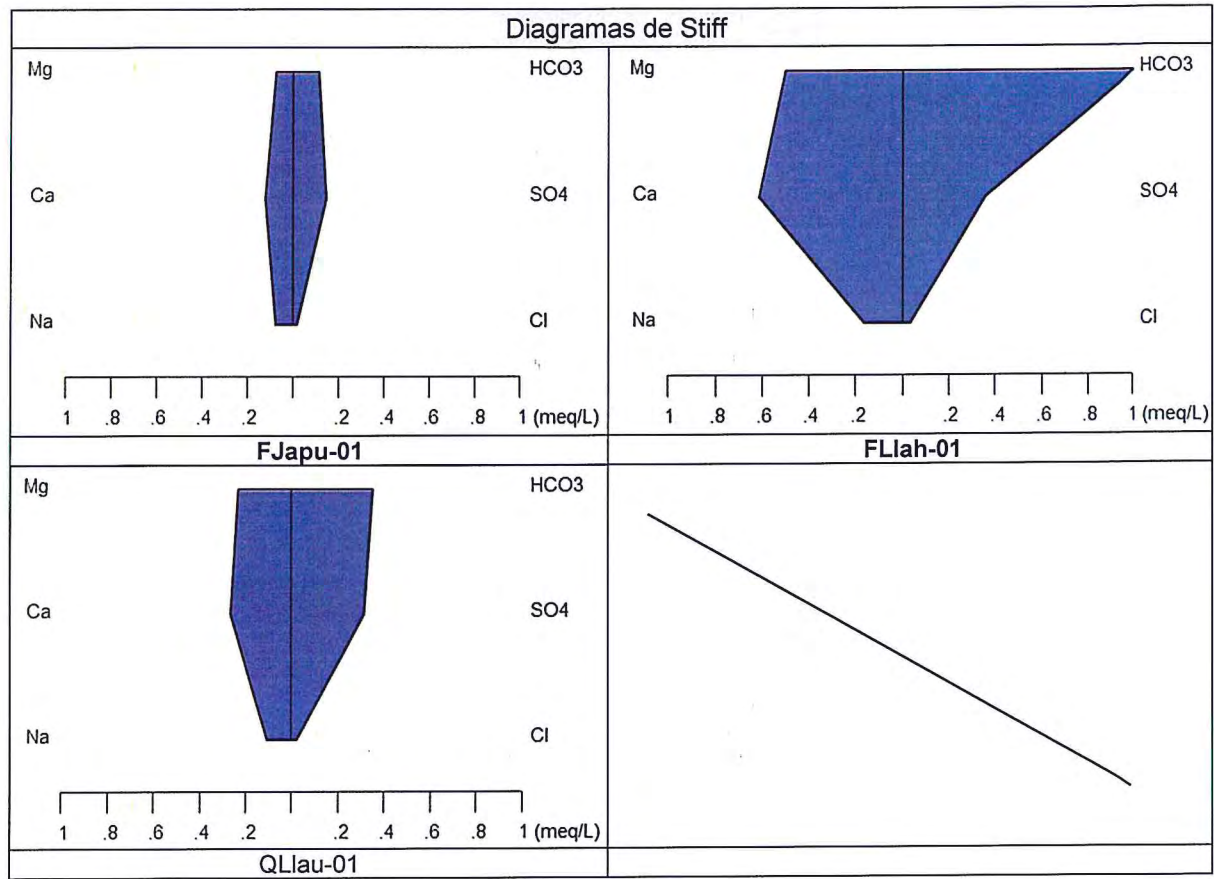 Diagramas de Stiff
Mg HCO3
Ca SO4
Na Cl
1 .8 .6 .4 .2 .2 .4 .6 .8 1 (meq/L)
FJapu-01
Mg HCO3
Ca SO4
Na Cl
1 .8 .6 .4 .2 .2 .4 .6 .8 1 (meq/L)
FLlah-01
Mg HCO3
Ca SO4
Na Cl
1 .8 .6 .4 .2 .2 .4 .6 .8 1 (meq/L)
QLlau-01